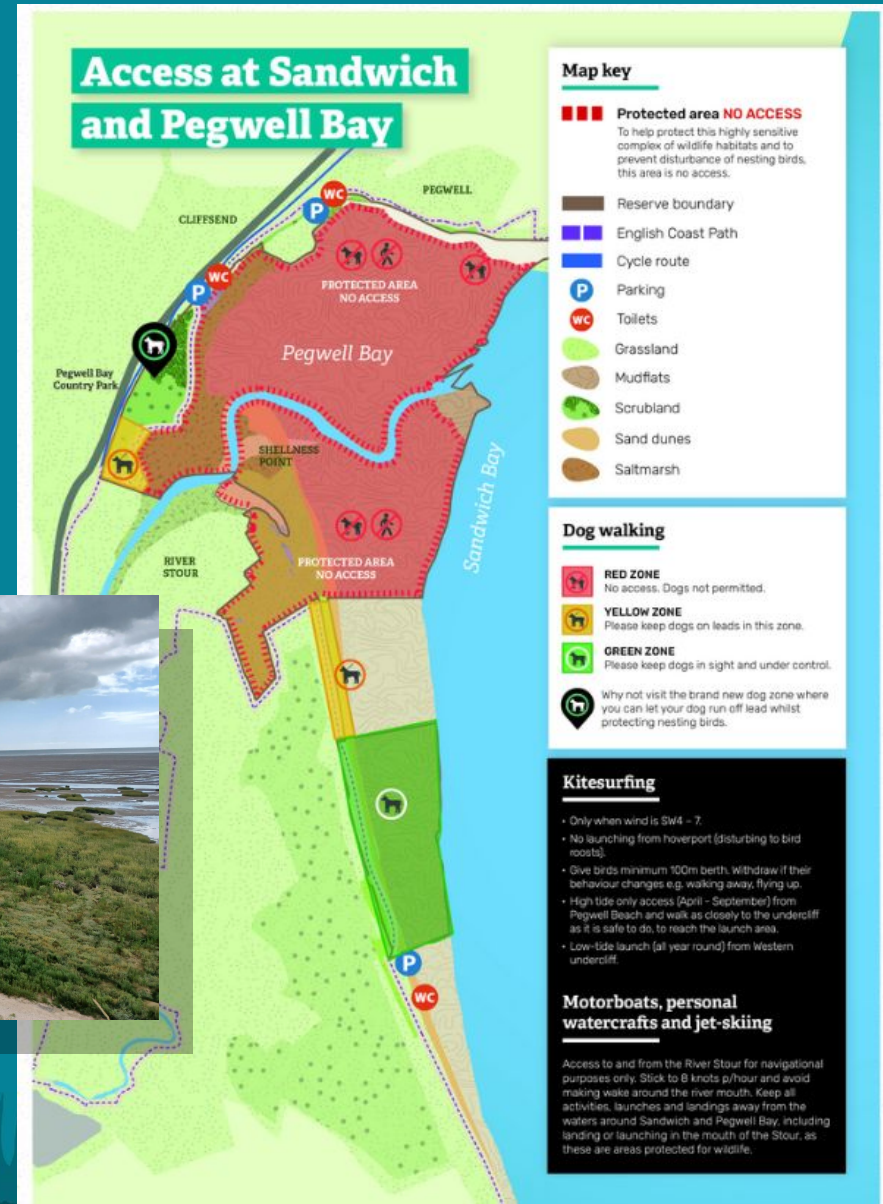 Access at Sandwich
and Pegwell Bay
WC
P
PEGWELL
CLIFFSEND
WC
P
PROTECTED AREA
NO ACCESS
Pegwell Bay
Pegwell Bay
Country Park
SHELLNESS
POINT
Sandwich Bay
RIVER
STOUR
PROTECTED AREA
NO ACCESS
P
WC
Map key
Protected area NO ACCESS
To help protect this highly sensitive
complex of wildlife habitats and to
prevent disturbance of nesting birds,
this area is no access.
Reserve boundary
English Coast Path
Cycle route
P Parking
WC Toilets
Grassland
Mudflats
Scrubland
Sand dunes
Saltmarsh
Dog walking
RED ZONE
No access. Dogs not permitted.
YELLOW ZONE
Please keep dogs on leads in this zone.
GREEN ZONE
Please keep dogs in sight and under control.
Why not visit the brand new dog zone where
you can let your dog run off lead whilst
protecting nesting birds.
Kitesurfing
• Only when wind is SW4 – 7.
• No launching from hoverport (disturbing to bird
roosts).
• Give birds minimum 100m berth. Withdraw if their
behaviour changes e.g. walking away, flying up.
• High tide only access (April - September) from
Pegwell Beach and walk as closely to the undercliff
as it is safe to do, to reach the launch area.
• Low-tide launch (all year round) from Western
undercliff.
Motorboats, personal
watercrafts and jet-skiing
Access to and from the River Stour for navigational
purposes only. Stick to 8 knots p/hour and avoid
making wake around the river mouth. Keep all
activities, launches and landings away from the
waters around Sandwich and Pegwell Bay, including
landing or launching in the mouth of the Stour, as
these are areas protected for wildlife.